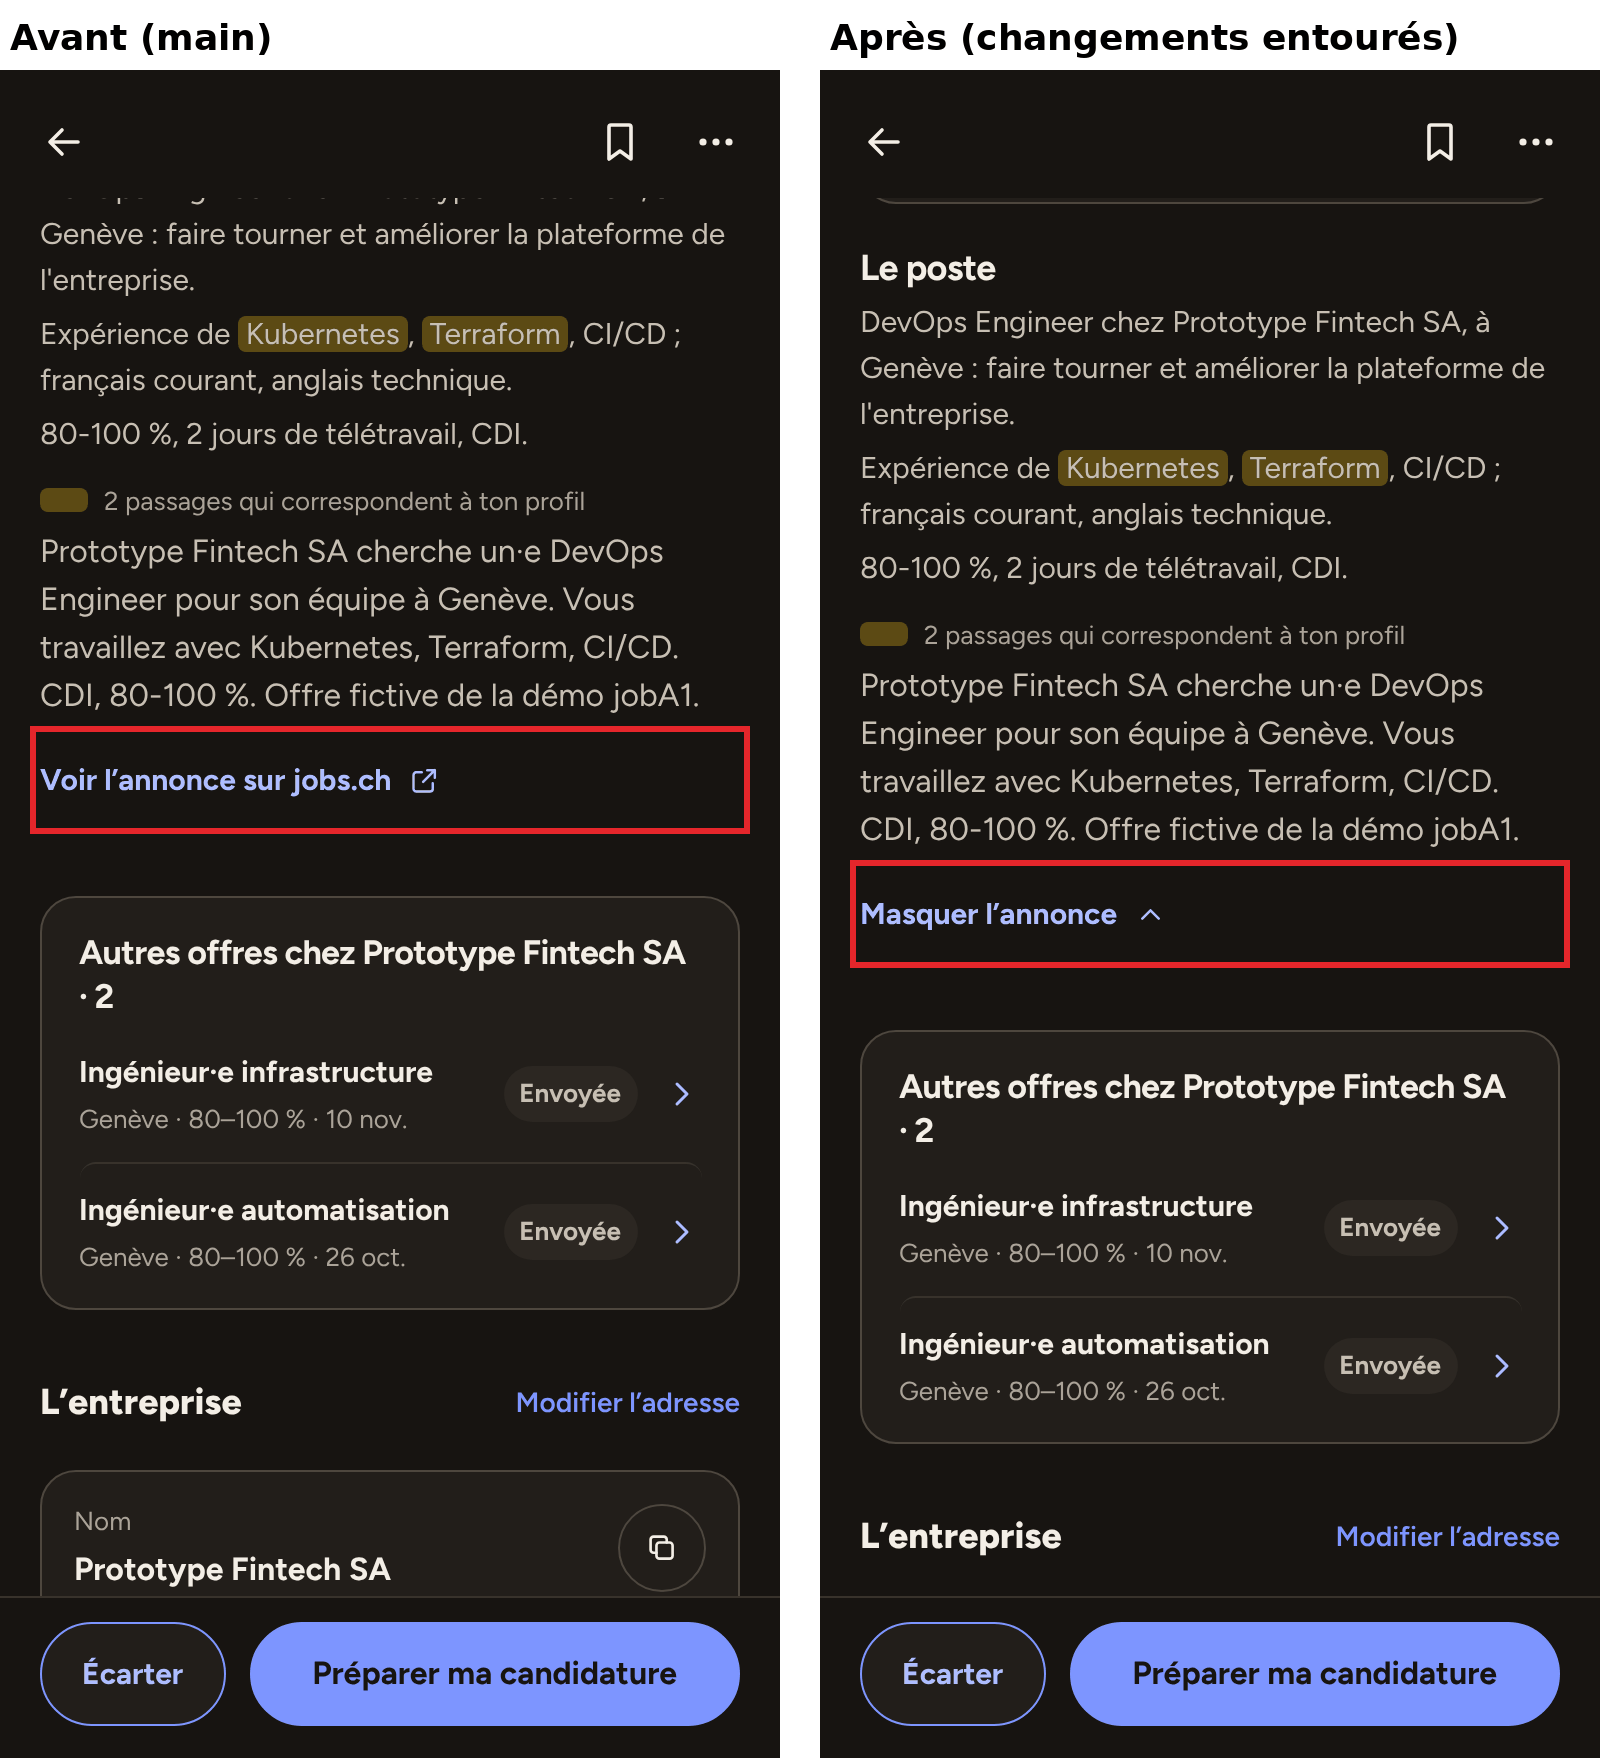 Avant (main)
Genève : faire tourner et améliorer la plateforme de
l'entreprise.
Expérience de Kubernetes, Terraform, CI/CD ;
français courant, anglais technique.
80-100 %, 2 jours de télétravail, CDI.
2 passages qui correspondent à ton profil
Prototype Fintech SA cherche un·e DevOps
Engineer pour son équipe à Genève. Vous
travaillez avec Kubernetes, Terraform, CI/CD.
CDI, 80-100 %. Offre fictive de la démo jobA1.
Voir l’annonce sur jobs.ch
Autres offres chez Prototype Fintech SA
· 2
Ingénieur·e infrastructure
Genève · 80–100 % · 10 nov.
Envoyée
Ingénieur·e automatisation
Genève · 80–100 % · 26 oct.
Envoyée
L’entreprise
Modifier l’adresse
Nom
Prototype Fintech SA
Écarter
Préparer ma candidature
Après (changements entourés)
Le poste
DevOps Engineer chez Prototype Fintech SA, à
Genève : faire tourner et améliorer la plateforme de
l'entreprise.
Expérience de Kubernetes, Terraform, CI/CD ;
français courant, anglais technique.
80-100 %, 2 jours de télétravail, CDI.
2 passages qui correspondent à ton profil
Prototype Fintech SA cherche un·e DevOps
Engineer pour son équipe à Genève. Vous
travaillez avec Kubernetes, Terraform, CI/CD.
CDI, 80-100 %. Offre fictive de la démo jobA1.
Masquer l’annonce
Autres offres chez Prototype Fintech SA
· 2
Ingénieur·e infrastructure
Genève · 80–100 % · 10 nov.
Envoyée
Ingénieur·e automatisation
Genève · 80–100 % · 26 oct.
Envoyée
L’entreprise
Modifier l’adresse
Écarter
Préparer ma candidature